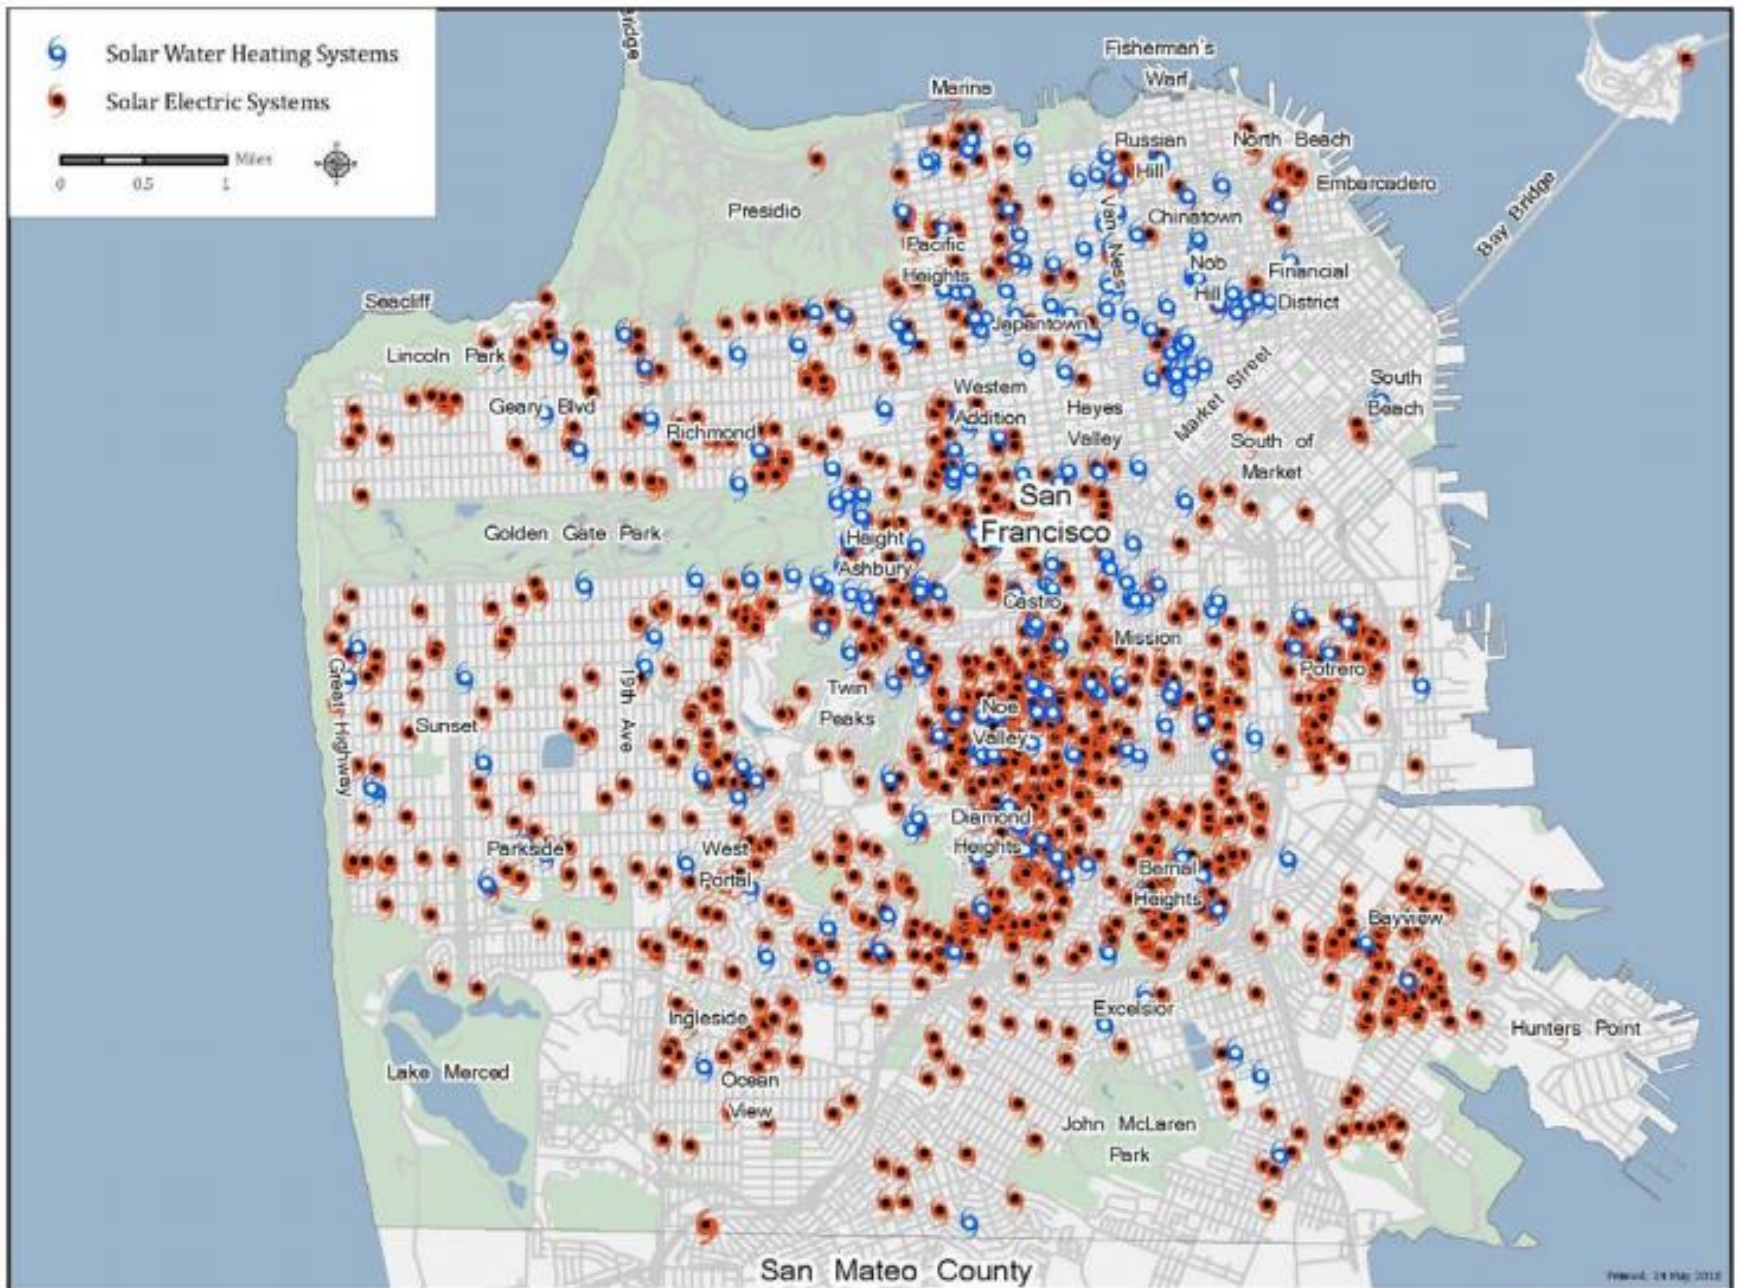 Solar Water Heating Systems
Solar Electric Systems
Miles
0 0.5 1
Fisherman's
Warf
Marina
Russian
Hill
North Beach
Embarcadero
Presidio
Chinatown
Van Ness
Bay Bridge
Pacific
Heights
Nob
Hill
Financial
District
Seacliff
Japantown
Lincoln Park
Market Street
South
Beach
Western
Addition
Geary Blvd
Hayes
Valley
Richmond
South of
Market
San
Francisco
Golden Gate Park
Height
Ashbury
Castro
Mission
Potrero
Great Highway
19th Ave
Twin
Peaks
Noe
Valley
Sunset
Diamond
Heights
Parkside
West
Portal
Bernal
Heights
Bayview
Excelsior
Ingleside
Hunters Point
Lake Merced
Ocean
View
John McLaren
Park
San Mateo County